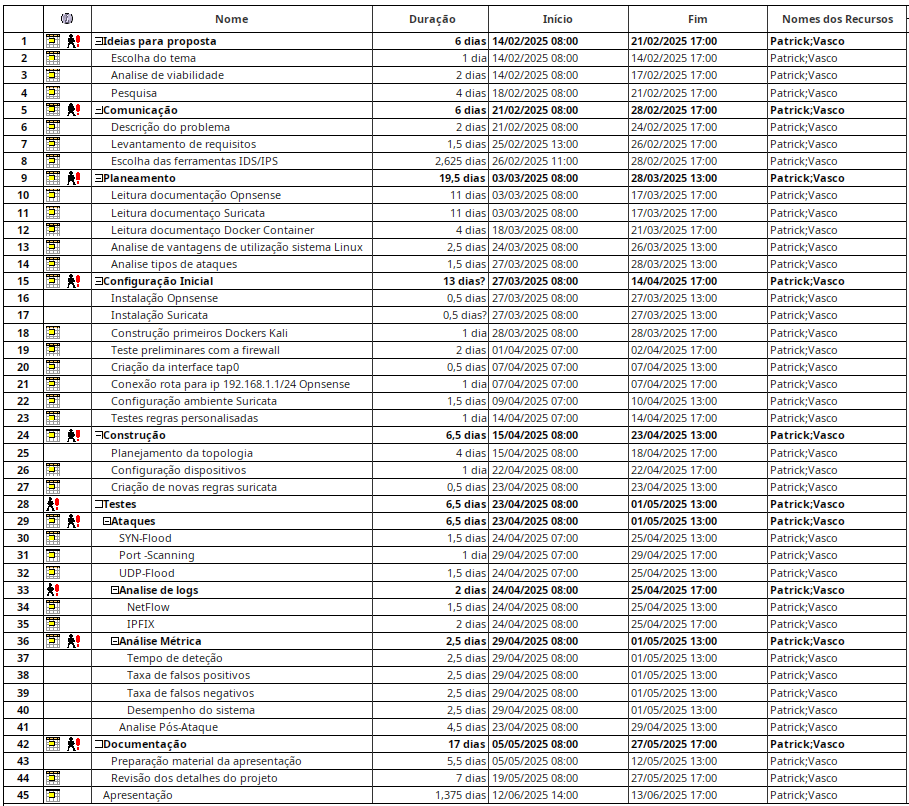 Nome Duração Início Fim Nomes dos Recursos
1 Ideias para proposta 6 dias 14/02/2025 08:00 21/02/2025 17:00 Patrick;Vasco
2 Escolha do tema 1 dia 14/02/2025 08:00 14/02/2025 17:00 Patrick;Vasco
3 Analise de viabilidade 2 dias 14/02/2025 08:00 17/02/2025 17:00 Patrick;Vasco
4 Pesquisa 4 dias 18/02/2025 08:00 21/02/2025 17:00 Patrick;Vasco
5 Comunicação 6 dias 21/02/2025 08:00 28/02/2025 17:00 Patrick;Vasco
6 Descrição do problema 2 dias 21/02/2025 08:00 24/02/2025 17:00 Patrick;Vasco
7 Levantamento de requisitos 1,5 dias 25/02/2025 13:00 26/02/2025 17:00 Patrick;Vasco
8 Escolha das ferramentas IDS/IPS 2,625 dias 26/02/2025 11:00 28/02/2025 17:00 Patrick;Vasco
9 Planeamento 19,5 dias 03/03/2025 08:00 28/03/2025 13:00 Patrick;Vasco
10 Leitura documentação Opnsense 11 dias 03/03/2025 08:00 17/03/2025 17:00 Patrick;Vasco
11 Leitura documentaço Suricata 11 dias 03/03/2025 08:00 17/03/2025 17:00 Patrick;Vasco
12 Leitura documentaço Docker Container 4 dias 18/03/2025 08:00 21/03/2025 17:00 Patrick;Vasco
13 Analise de vantagens de utilização sistema Linux 2,5 dias 24/03/2025 08:00 26/03/2025 13:00 Patrick;Vasco
14 Analise tipos de ataques 1,5 dias 27/03/2025 08:00 28/03/2025 13:00 Patrick;Vasco
15 Configuração Inicial 13 dias? 27/03/2025 08:00 14/04/2025 17:00 Patrick;Vasco
16 Instalação Opnsense 0,5 dias 27/03/2025 08:00 27/03/2025 13:00 Patrick;Vasco
17 Instalação Suricata 0,5 dias? 27/03/2025 08:00 27/03/2025 13:00 Patrick;Vasco
18 Construção primeiros Dockers Kali 1 dia 28/03/2025 08:00 28/03/2025 17:00 Patrick;Vasco
19 Teste preliminares com a firewall 2 dias 01/04/2025 07:00 02/04/2025 17:00 Patrick;Vasco
20 Criação da interface tap0 0,5 dias 07/04/2025 07:00 07/04/2025 13:00 Patrick;Vasco
21 Conexão rota para ip 192.168.1.1/24 Opnsense 1 dia 07/04/2025 07:00 07/04/2025 17:00 Patrick;Vasco
22 Configuração ambiente Suricata 1,5 dias 09/04/2025 07:00 10/04/2025 13:00 Patrick;Vasco
23 Testes regras personalisadas 1 dia 14/04/2025 07:00 14/04/2025 17:00 Patrick;Vasco
24 Construção 6,5 dias 15/04/2025 08:00 23/04/2025 13:00 Patrick;Vasco
25 Planejamento da topologia 4 dias 15/04/2025 08:00 18/04/2025 17:00 Patrick;Vasco
26 Configuração dispositivos 1 dia 22/04/2025 08:00 22/04/2025 17:00 Patrick;Vasco
27 Criação de novas regras suricata 0,5 dias 23/04/2025 08:00 23/04/2025 13:00 Patrick;Vasco
28 Testes 6,5 dias 23/04/2025 08:00 01/05/2025 13:00 Patrick;Vasco
29 Ataques 6,5 dias 23/04/2025 08:00 01/05/2025 13:00 Patrick;Vasco
30 SYN-Flood 1,5 dias 24/04/2025 07:00 25/04/2025 13:00 Patrick;Vasco
31 Port -Scanning 1 dia 29/04/2025 07:00 29/04/2025 17:00 Patrick;Vasco
32 UDP-Flood 1,5 dias 24/04/2025 07:00 25/04/2025 13:00 Patrick;Vasco
33 Analise de logs 2 dias 24/04/2025 08:00 25/04/2025 17:00 Patrick;Vasco
34 NetFlow 1,5 dias 24/04/2025 08:00 25/04/2025 13:00 Patrick;Vasco
35 IPFIX 2 dias 24/04/2025 08:00 25/04/2025 17:00 Patrick;Vasco
36 Análise Métrica 2,5 dias 29/04/2025 08:00 01/05/2025 13:00 Patrick;Vasco
37 Tempo de deteção 2,5 dias 29/04/2025 08:00 01/05/2025 13:00 Patrick;Vasco
38 Taxa de falsos positivos 2,5 dias 29/04/2025 08:00 01/05/2025 13:00 Patrick;Vasco
39 Taxa de falsos negativos 2,5 dias 29/04/2025 08:00 01/05/2025 13:00 Patrick;Vasco
40 Desempenho do sistema 2,5 dias 29/04/2025 08:00 01/05/2025 13:00 Patrick;Vasco
41 Analise Pós-Ataque 4,5 dias 23/04/2025 08:00 29/04/2025 13:00 Patrick;Vasco
42 Documentação 17 dias 05/05/2025 08:00 27/05/2025 17:00 Patrick;Vasco
43 Preparação material da apresentação 5,5 dias 05/05/2025 08:00 12/05/2025 13:00 Patrick;Vasco
44 Revisão dos detalhes do projeto 7 dias 19/05/2025 08:00 27/05/2025 17:00 Patrick;Vasco
45 Apresentação 1,375 dias 12/06/2025 14:00 13/06/2025 17:00 Patrick;Vasco